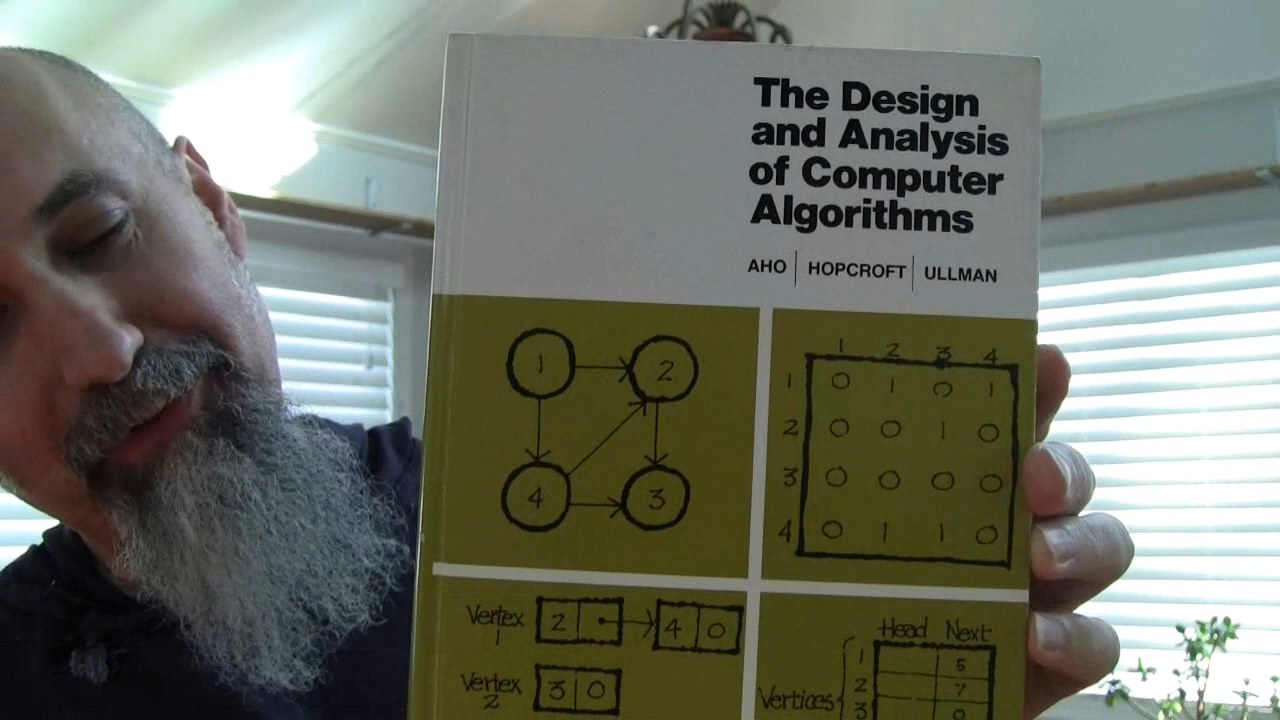 The Design
and Analysis
of Computer
Algorithms
AHO | HOPCROFT | ULLMAN
1 2
4 3
1 2 3 4
1 0 1 0 1
2 0 0 1 0
3 0 0 0 0
4 0 1 1 0
Vertex
1
2
4 0
Vertex
2
3 0
Head Next
Vertices
1 5
2 7
3 0